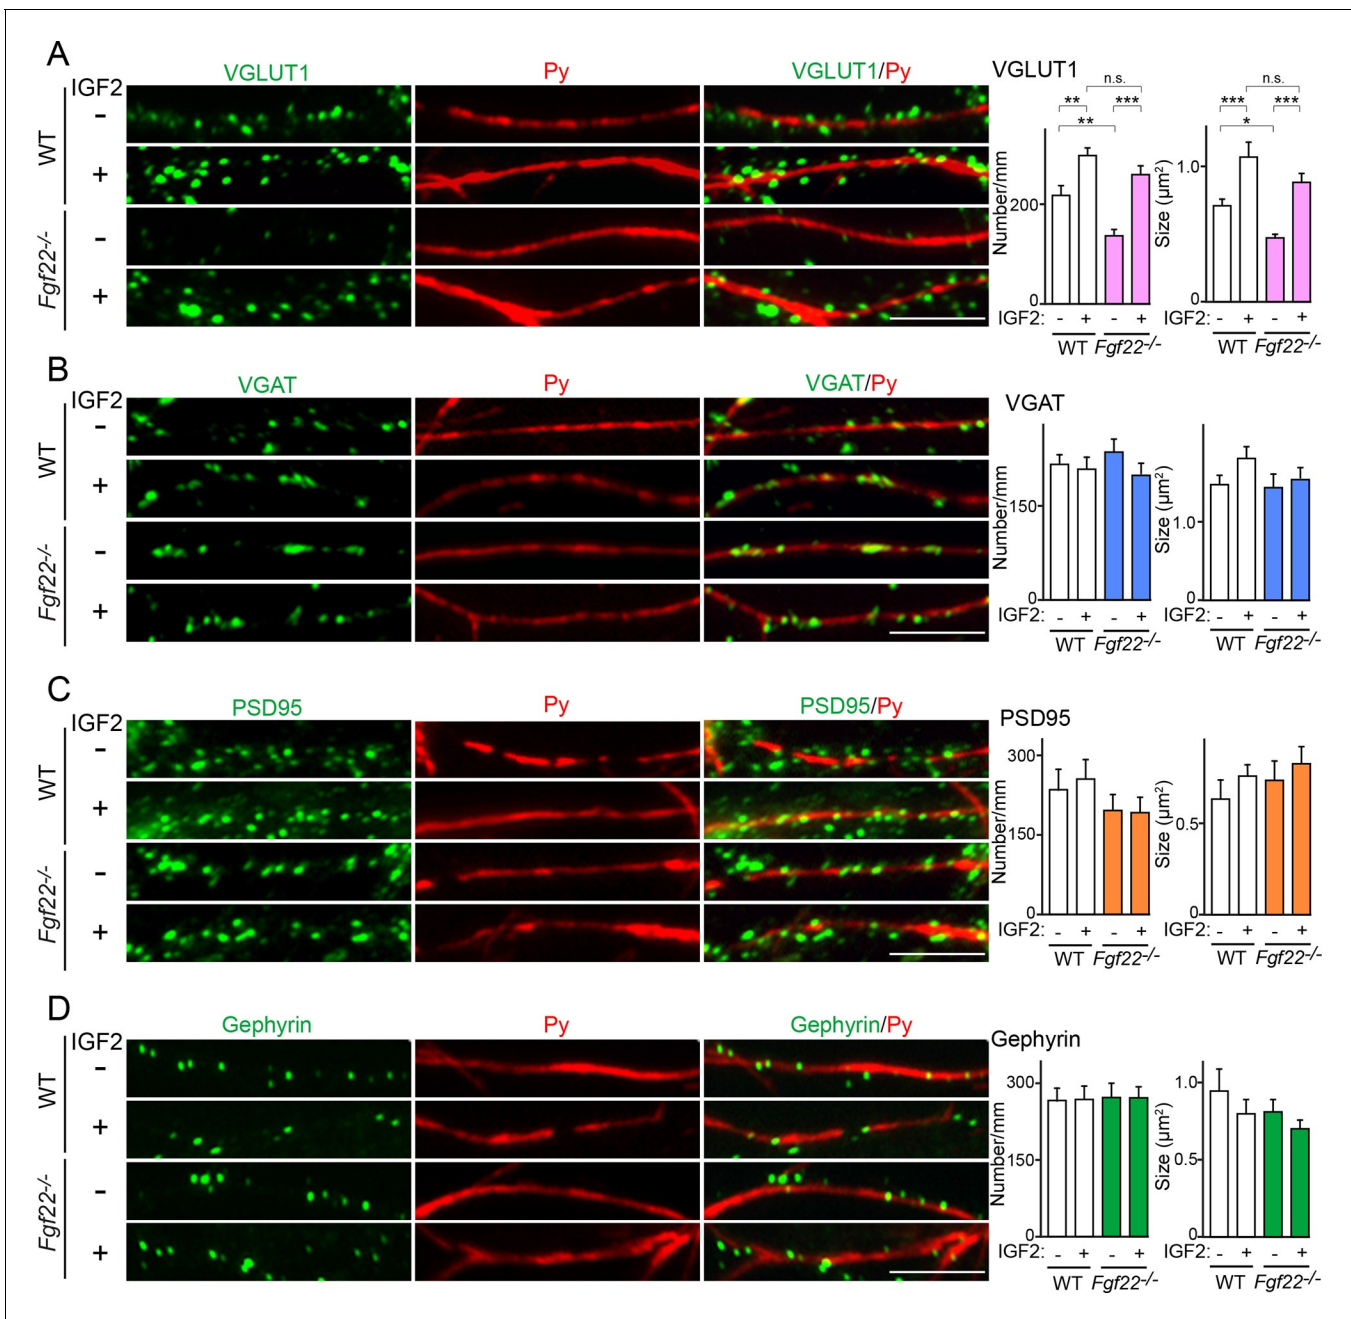 A
IGF2
VGLUT1 Py VGLUT1/Py
WT
-
+
Fgf22-/-
-
+
VGLUT1
n.s.
** ***
**
Number/mm
200
0
IGF2: - + - +
WT Fgf22-/-
n.s.
*** ***
*
Size (µm²)
1.0
0
IGF2: - + - +
WT Fgf22-/-
B
IGF2
VGAT Py VGAT/Py
WT
-
+
Fgf22-/-
-
+
VGAT
Number/mm
150
0
IGF2: - + - +
WT Fgf22-/-
Size (µm²)
1.0
0
IGF2: - + - +
WT Fgf22-/-
C
IGF2
PSD95 Py PSD95/Py
WT
-
+
Fgf22-/-
-
+
PSD95
Number/mm
300
150
0
IGF2: - + - +
WT Fgf22-/-
Size (µm²)
0.5
0
IGF2: - + - +
WT Fgf22-/-
D
IGF2
Gephyrin Py Gephyrin/Py
WT
-
+
Fgf22-/-
-
+
Gephyrin
Number/mm
300
150
0
IGF2: - + - +
WT Fgf22-/-
Size (µm²)
1.0
0.5
0
IGF2: - + - +
WT Fgf22-/-